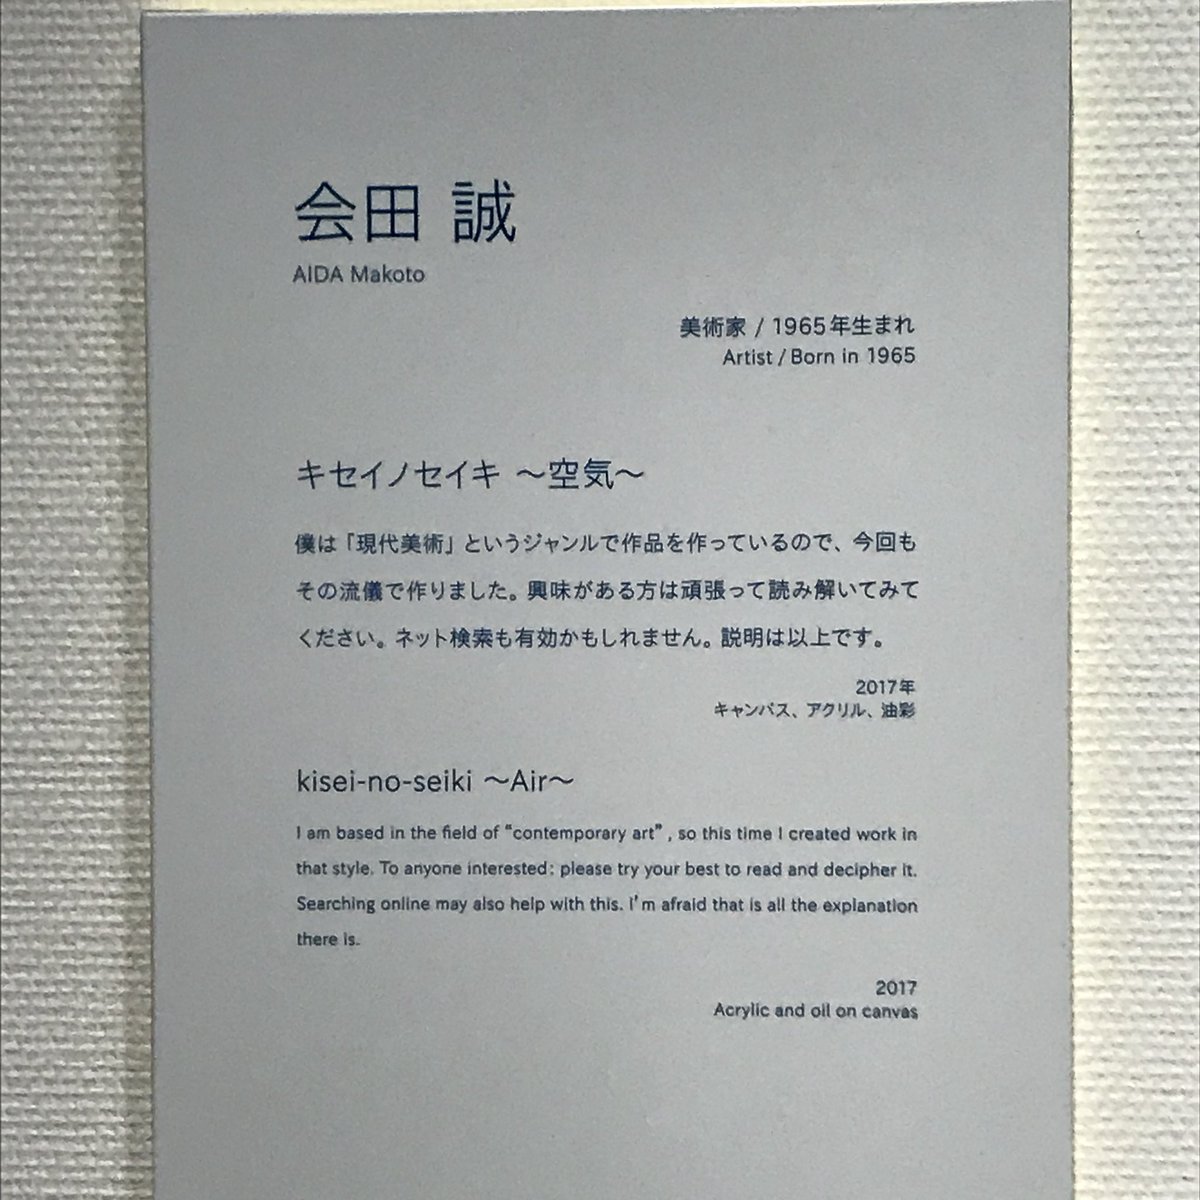 会田 誠
AIDA Makoto
美術家 / 1965年生まれ
Artist / Born in 1965
キセイノセイキ 〜空気〜
僕は「現代美術」というジャンルで作品を作っているので、今回も
その流儀で作りました。興味がある方は頑張って読み解いてみて
ください。ネット検索も有効かもしれません。説明は以上です。
2017年
キャンバス、アクリル、油彩
kisei-no-seiki 〜Air〜
I am based in the field of “contemporary art” , so this time I created work in
that style. To anyone interested: please try your best to read and decipher it.
Searching online may also help with this. I'm afraid that is all the explanation
there is.
2017
Acrylic and oil on canvas